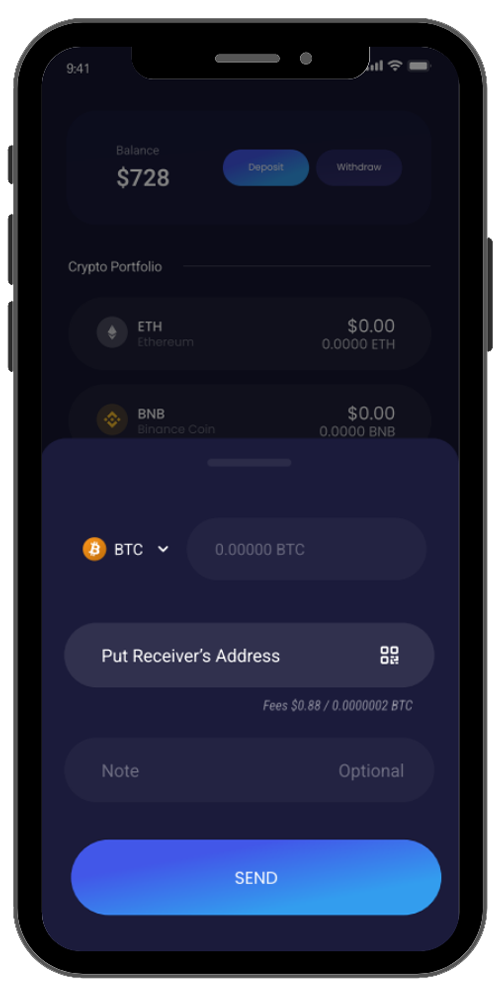 9:41
Balance
$728
Deposit
Withdraw
Crypto Portfolio
ETH
Ethereum
$0.00
0.0000 ETH
BNB
Binance Coin
$0.00
0.0000 BNB
BTC
0.00000 BTC
Put Receiver's Address
Fees $0.88 / 0.0000002 BTC
Note
Optional
SEND